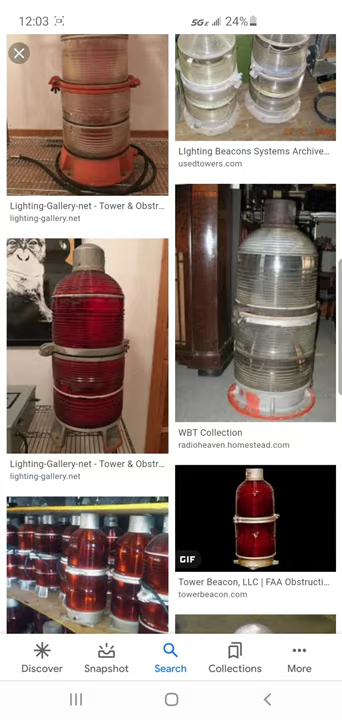 12:03
5GE
24%
Lighting-Gallery-net - Tower & Obstr...
lighting-gallery.net
LIghting Beacons Systems Archive...
usedtowers.com
Lighting-Gallery-net - Tower & Obstr...
lighting-gallery.net
WBT Collection
radioheaven.homestead.com
GIF
Tower Beacon, LLC | FAA Obstructi...
towerbeacon.com
Discover
Snapshot
Search
Collections
More